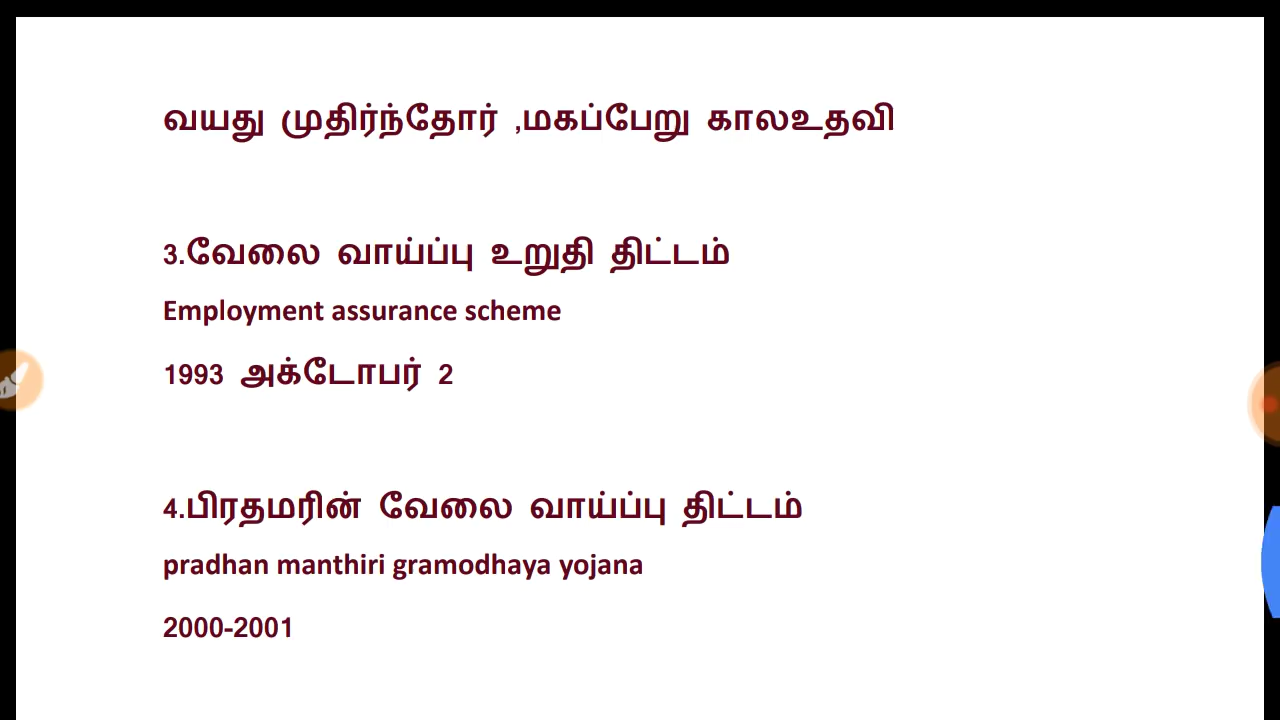 வயது முதிர்ந்தோர் ,மகப்பேறு காலஉதவி
3.வேலை வாய்ப்பு உறுதி திட்டம்
Employment assurance scheme
1993 அக்டோபர் 2
4.பிரதமரின் வேலை வாய்ப்பு திட்டம்
pradhan manthiri gramodhaya yojana
2000-2001